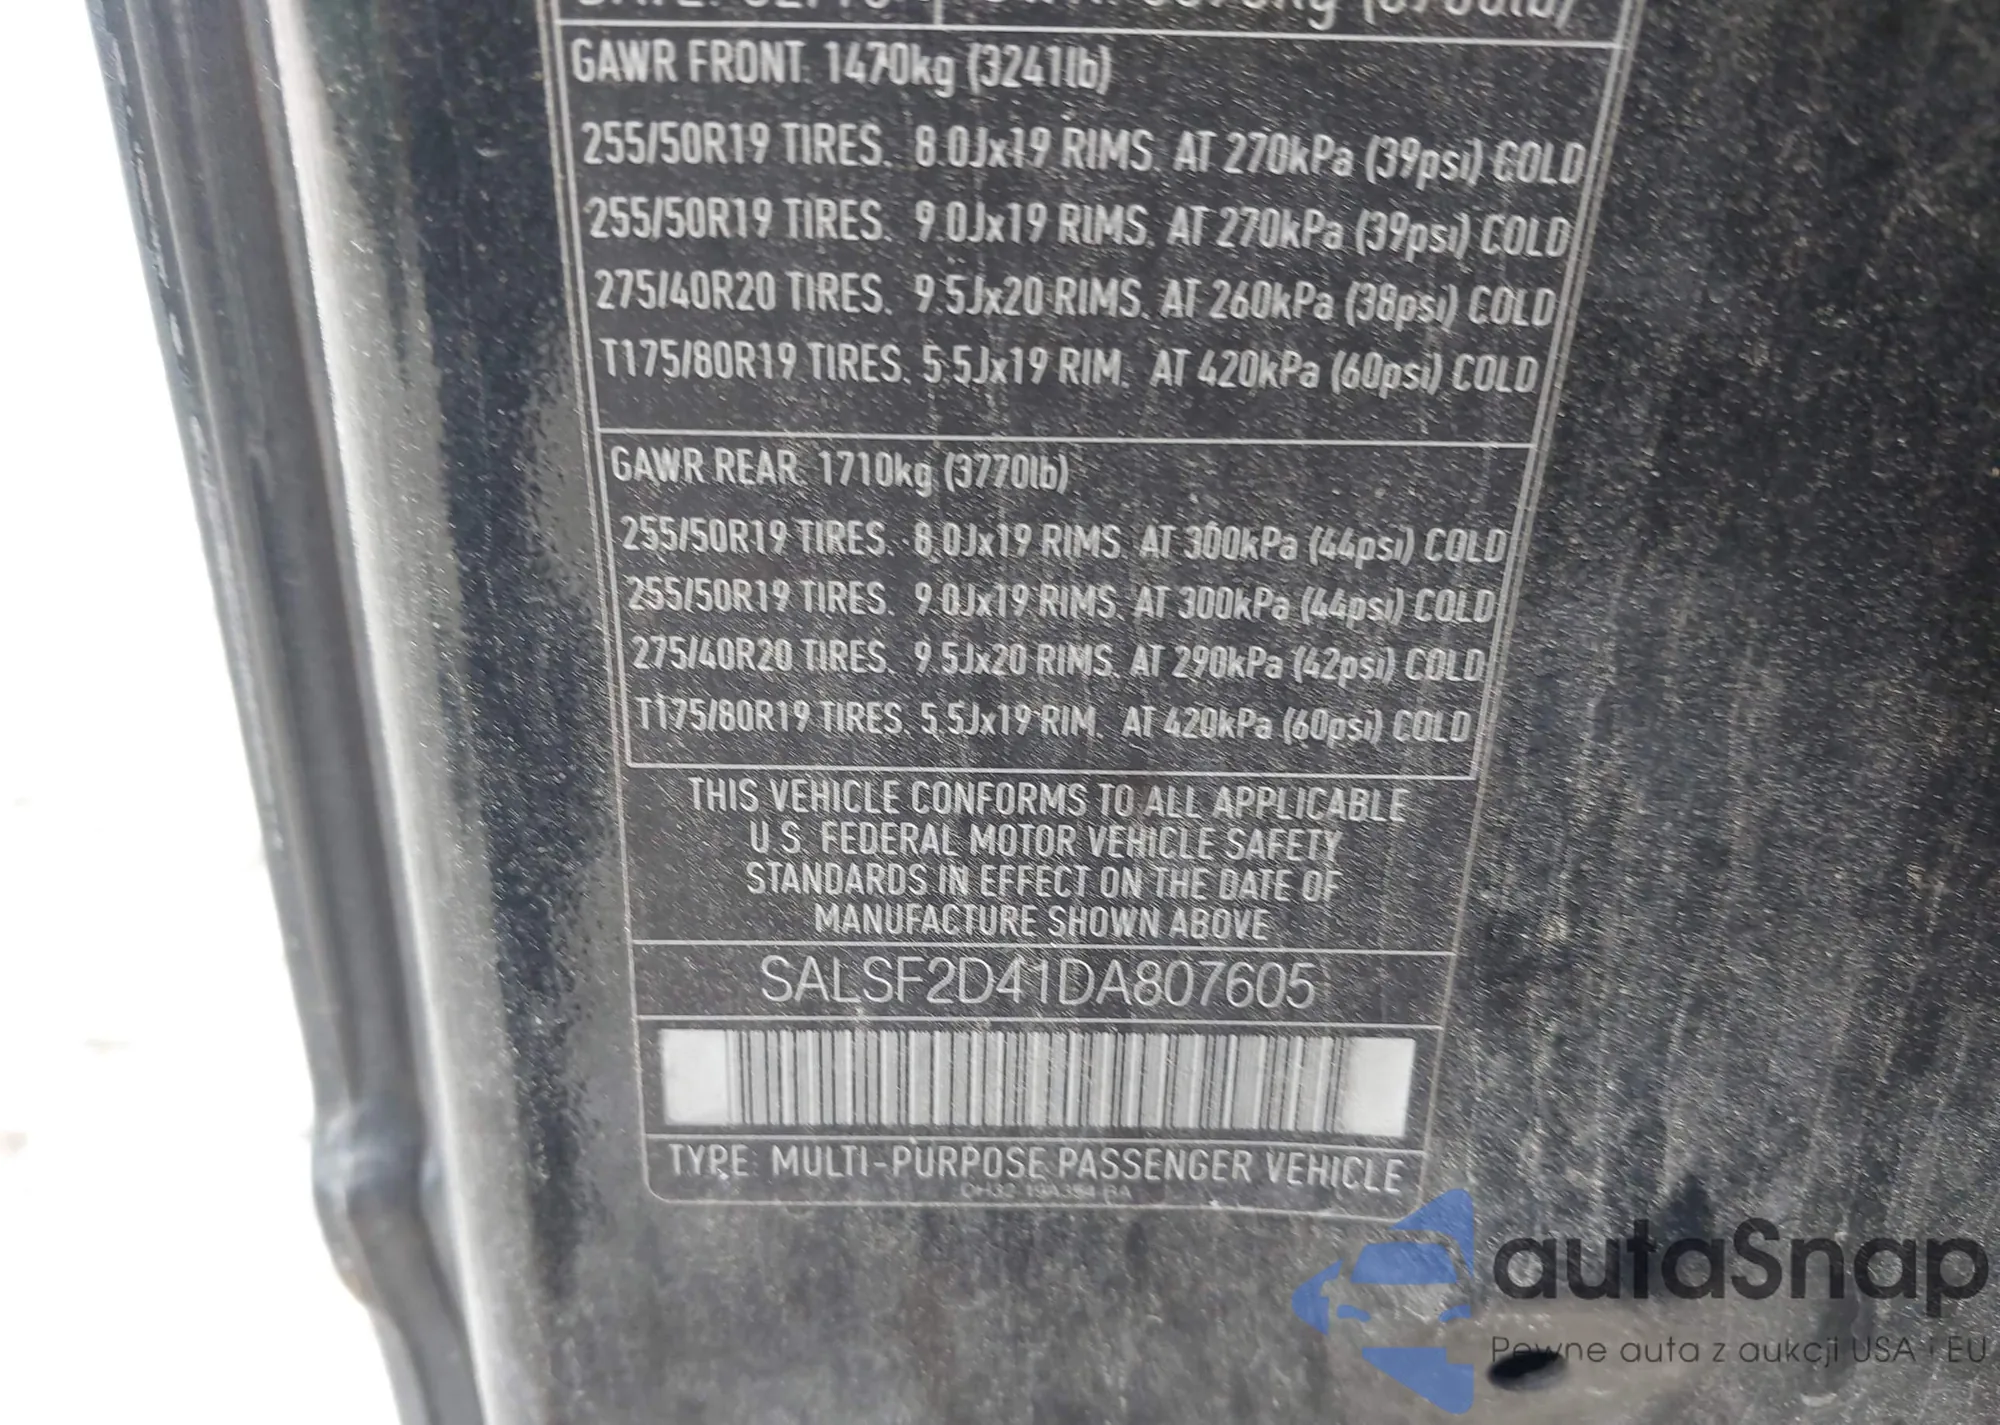 GAWR FRONT 1470kg (3241lb)
255/50R19 TIRES. 8.0Jx19 RIMS. AT 270kPa (39psi) COLD
255/50R19 TIRES. 9.0Jx19 RIMS. AT 270kPa (39psi) COLD
275/40R20 TIRES. 9.5Jx20 RIMS. AT 260kPa (38psi) COLD
T175/80R19 TIRES. 5.5Jx19 RIM. AT 420kPa (60psi) COLD
GAWR REAR. 1710kg (3770lb)
255/50R19 TIRES. 8.0Jx19 RIMS. AT 300kPa (44psi) COLD
255/50R19 TIRES. 9.0Jx19 RIMS. AT 300kPa (44psi) COLD
275/40R20 TIRES. 9.5Jx20 RIMS. AT 290kPa (42psi) COLD
T175/80R19 TIRES. 5.5Jx19 RIM. AT 420kPa (60psi) COLD
THIS VEHICLE CONFORMS TO ALL APPLICABLE
U.S. FEDERAL MOTOR VEHICLE SAFETY
STANDARDS IN EFFECT ON THE DATE OF
MANUFACTURE SHOWN ABOVE
SALSF2D41DA807605
TYPE: MULTI-PURPOSE PASSENGER VEHICLE
autoSnap
Pewne auta z aukcji USA i EU